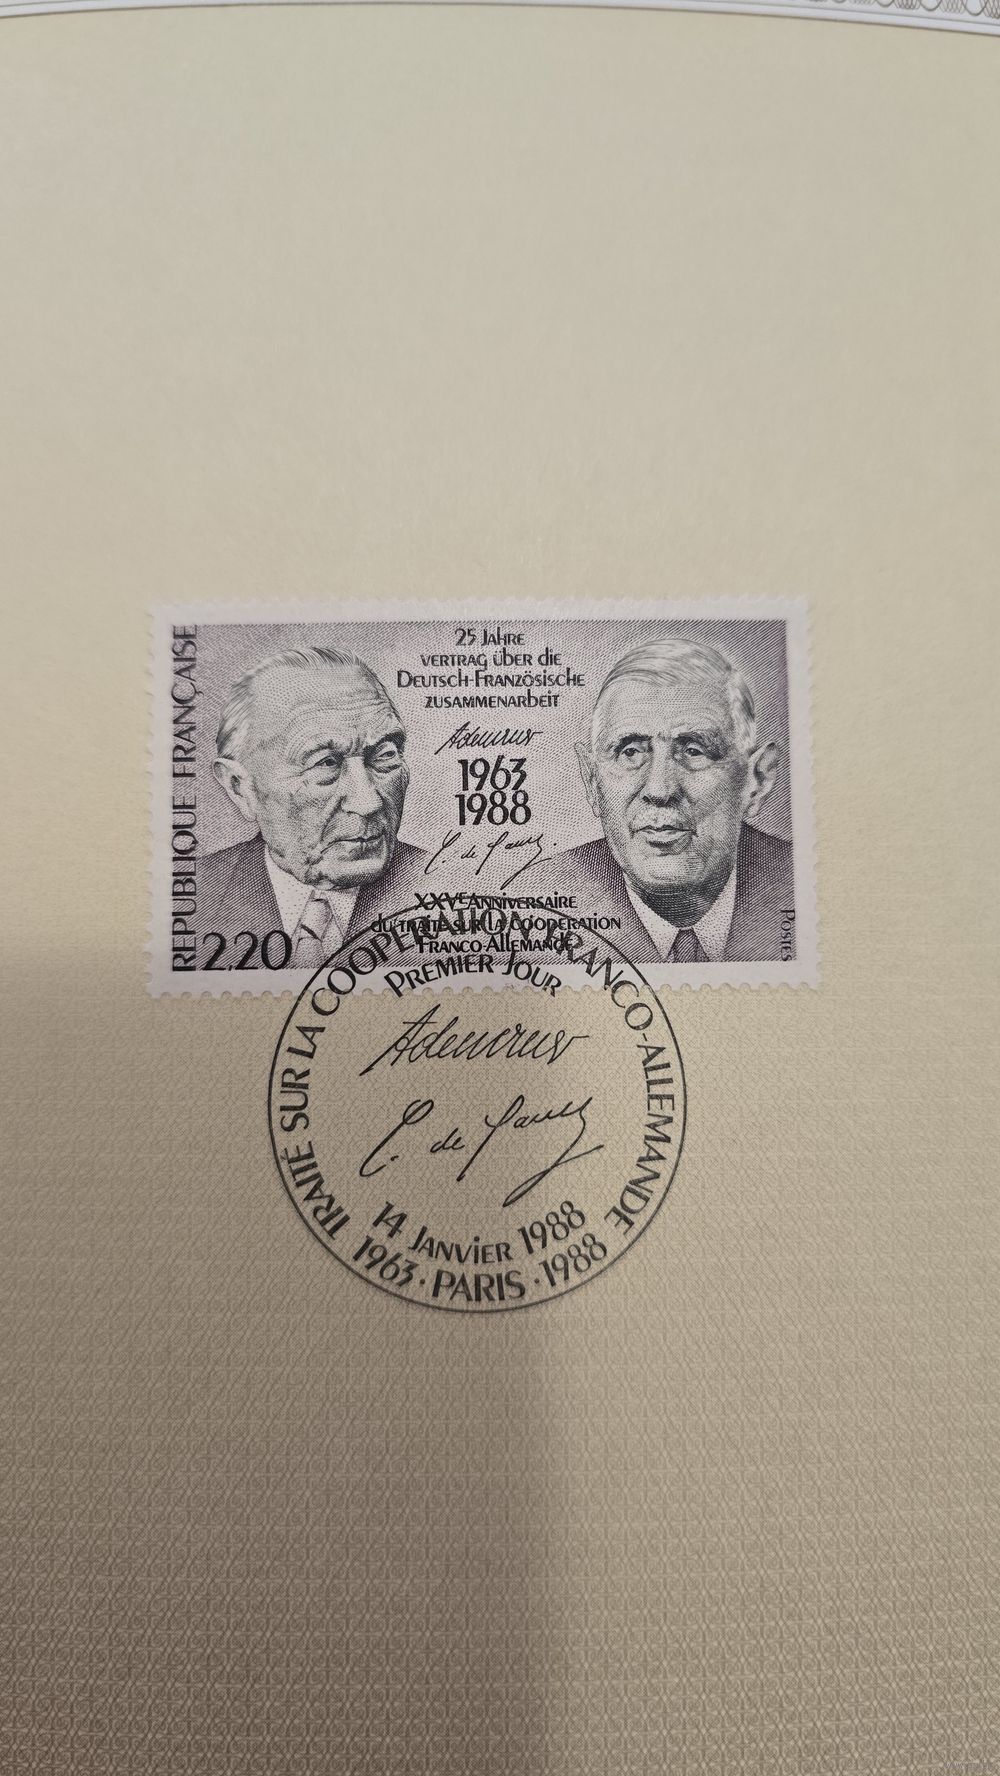 RÉPUBLIQUE FRANÇAISE
25 Jahre
Vertrag über die
Deutsch-Französische
Zusammenarbeit
Adenauer
1963
1988
C. de Gaulle
XXVe Anniversaire
du traité sur la coopération
Franco-Allemande
2,20
Postes
TRAITÉ SUR LA COOPÉRATION FRANCO-ALLEMANDE
PREMIER JOUR
Adenauer
C. de Gaulle
14 JANVIER 1988
1963 · PARIS · 1988